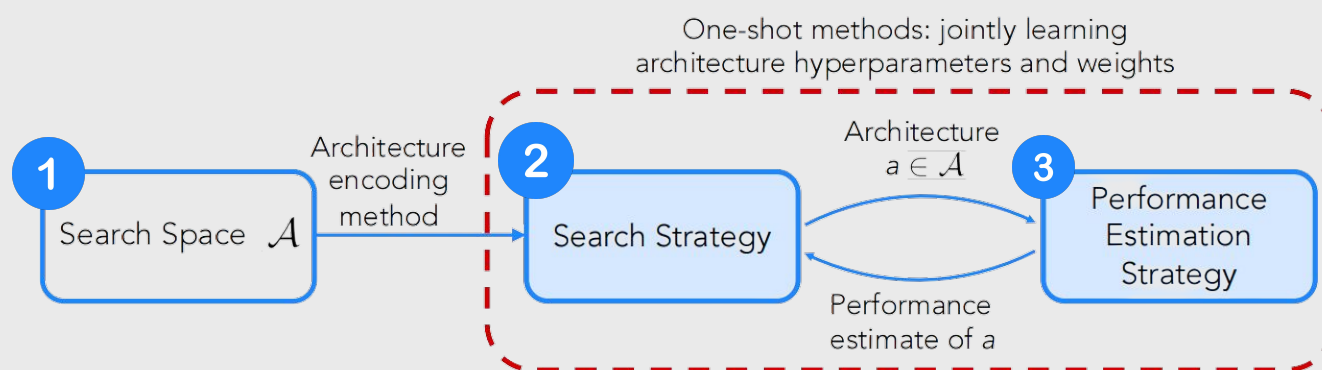 One-shot methods: jointly learning
architecture hyperparameters and weights
1
Search Space 𝒜
Architecture
encoding
method
2
Search Strategy
Architecture
a ∈ 𝒜
Performance
estimate of a
3
Performance
Estimation
Strategy